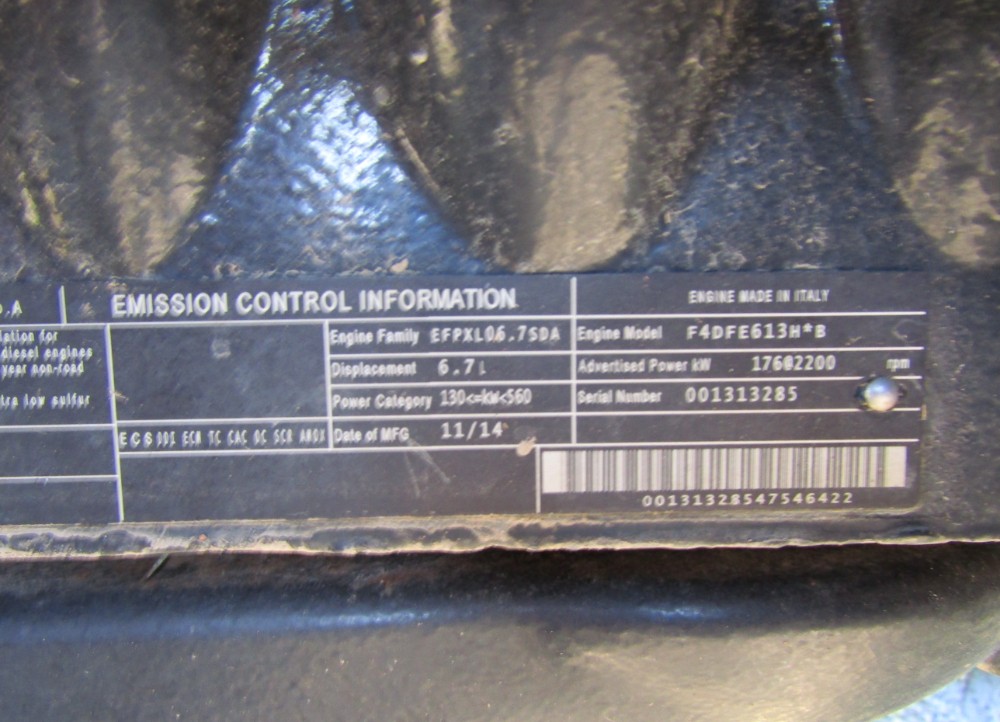 .A
EMISSION CONTROL INFORMATION
ENGINE MADE IN ITALY
for
diesel engines
year non-road
low sulfur
Engine Family EFPXL06.7SDA
Displacement 6.7 l
Power Category 130<=kW<560
ECS DDI ECM TC CAC OC SCR AMOX
Date of MFG 11/14
Engine Model F4DFE613H*B
Advertised Power kW 176@2200 rpm
Serial Number 001313285
00131328547546422